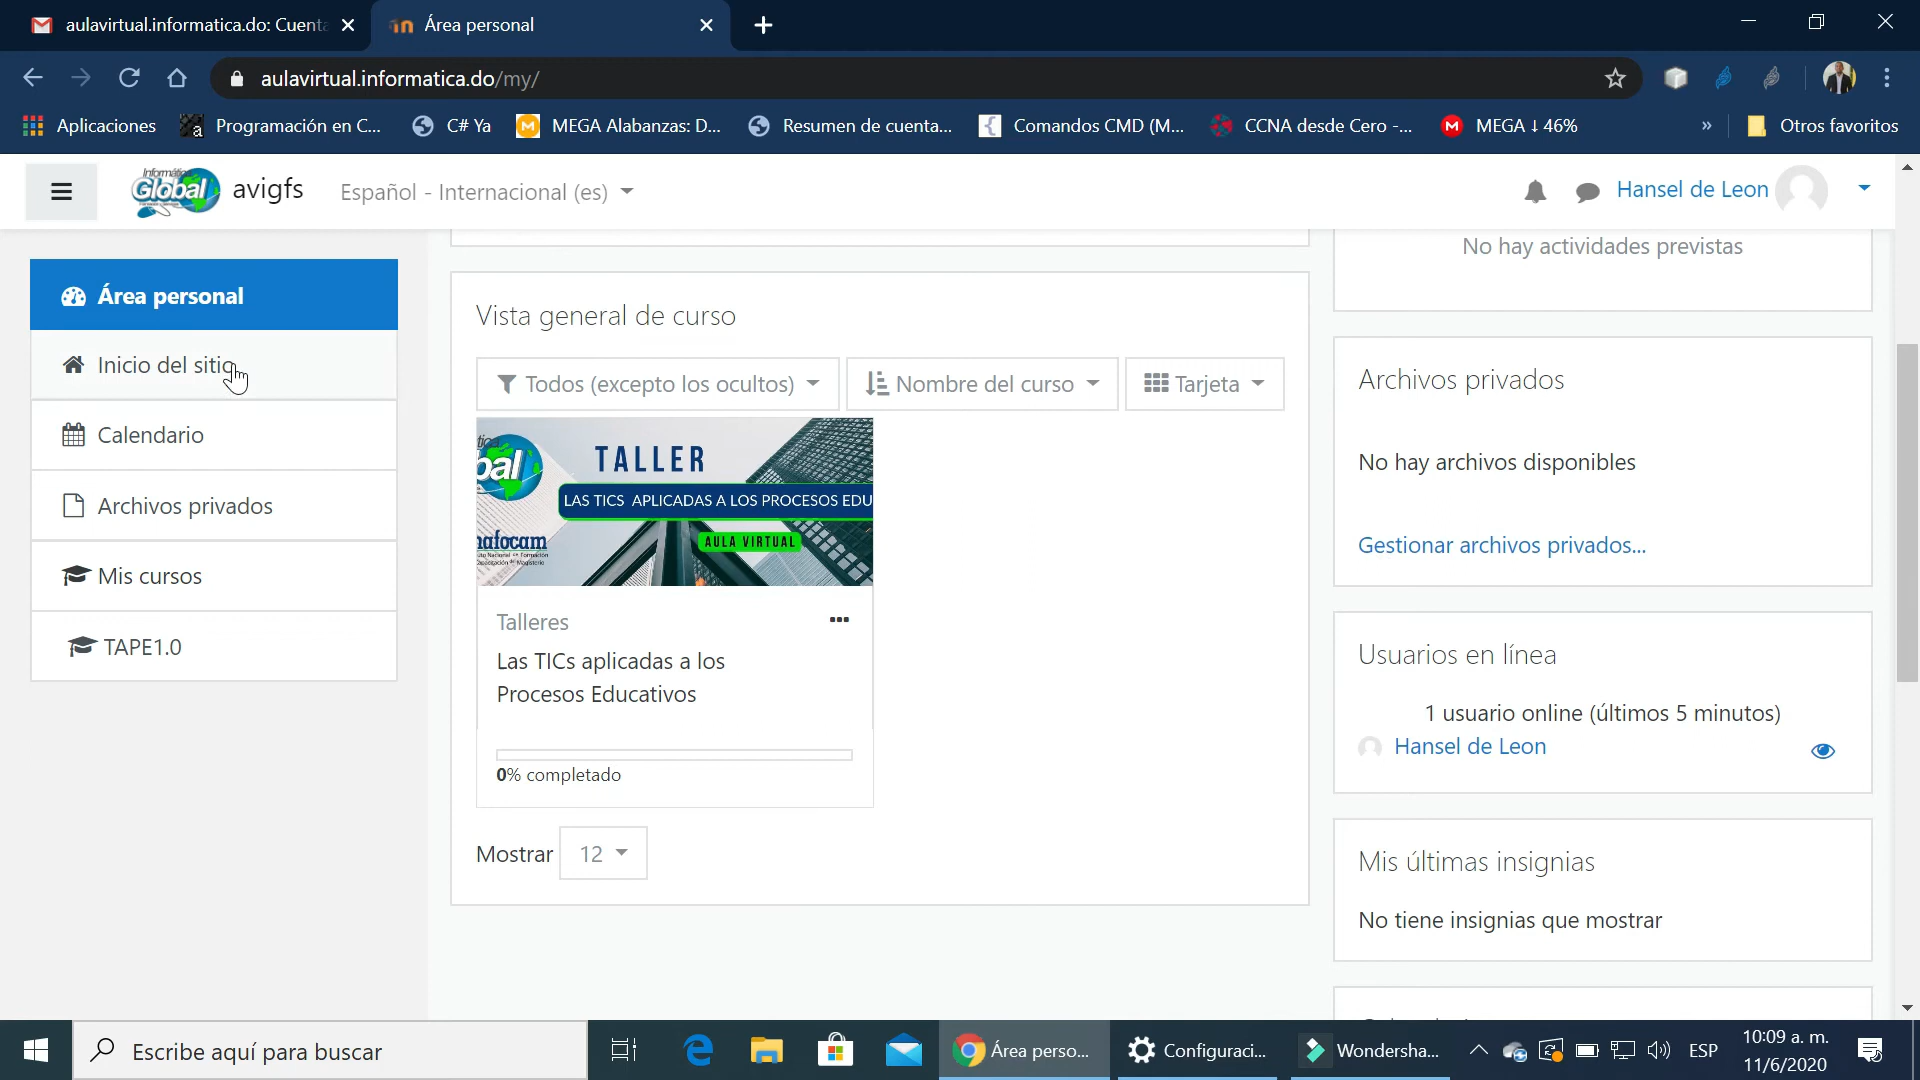 aulavirtual.informatica.do: Cuenta
Área personal
aulavirtual.informatica.do/my/
Aplicaciones
Programación en C...
C# Ya
MEGA Alabanzas: D...
Resumen de cuenta...
Comandos CMD (M...
CCNA desde Cero -...
MEGA ↓ 46%
»
Otros favoritos
Informática
Global
avigfs
Español - Internacional (es)
Hansel de Leon
Área personal
Inicio del sitio
Calendario
Archivos privados
Mis cursos
TAPE1.0
Vista general de curso
Todos (excepto los ocultos)
Nombre del curso
Tarjeta
tica
bal
TALLER
LAS TICS APLICADAS A LOS PROCESOS EDU
AULA VIRTUAL
nafocam
Talleres
Las TICs aplicadas a los
Procesos Educativos
0% completado
Mostrar 12
No hay actividades previstas
Archivos privados
No hay archivos disponibles
Gestionar archivos privados...
Usuarios en línea
1 usuario online (últimos 5 minutos)
Hansel de Leon
Mis últimas insignias
No tiene insignias que mostrar
Escribe aquí para buscar
Área perso...
Configuraci...
Wondersha...
ESP
10:09 a. m.
11/6/2020